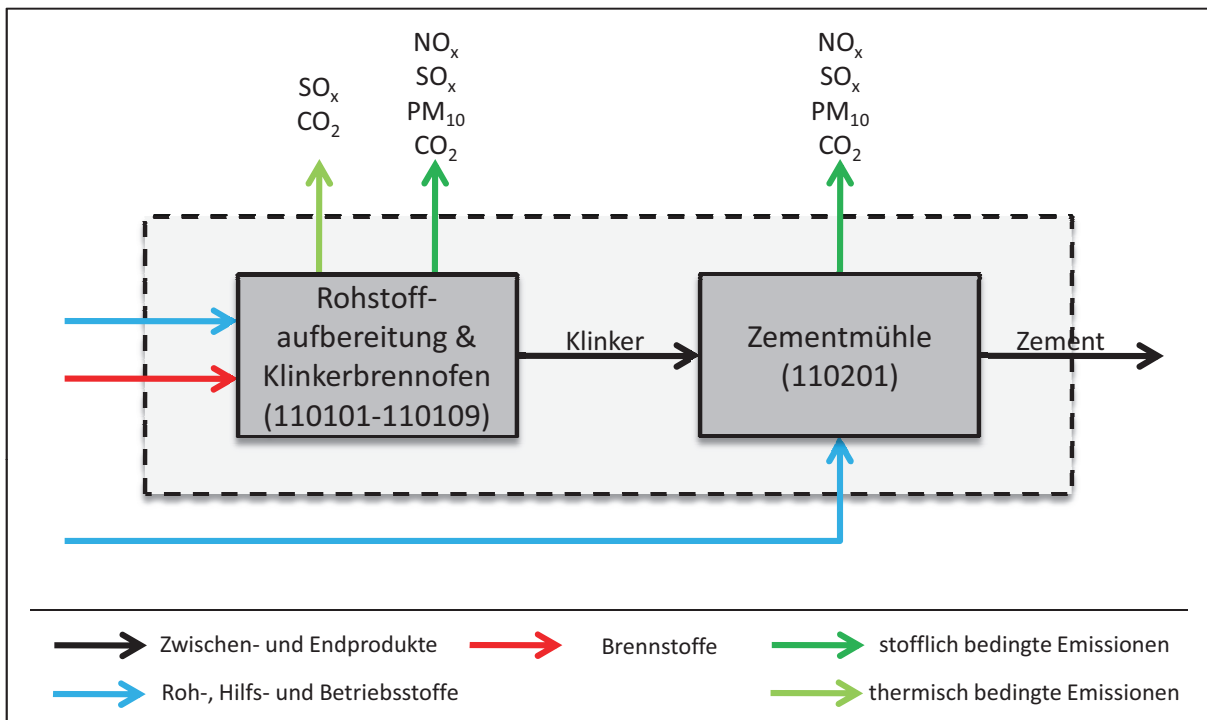 SOₓ
CO₂
NOₓ
SOₓ
PM₁₀
CO₂
NOₓ
SOₓ
PM₁₀
CO₂
Rohstoff-
aufbereitung &
Klinkerbrennofen
(110101-110109)
Klinker
Zementmühle
(110201)
Zement
Zwischen- und Endprodukte
Brennstoffe
stofflich bedingte Emissionen
Roh-, Hilfs- und Betriebsstoffe
thermisch bedingte Emissionen